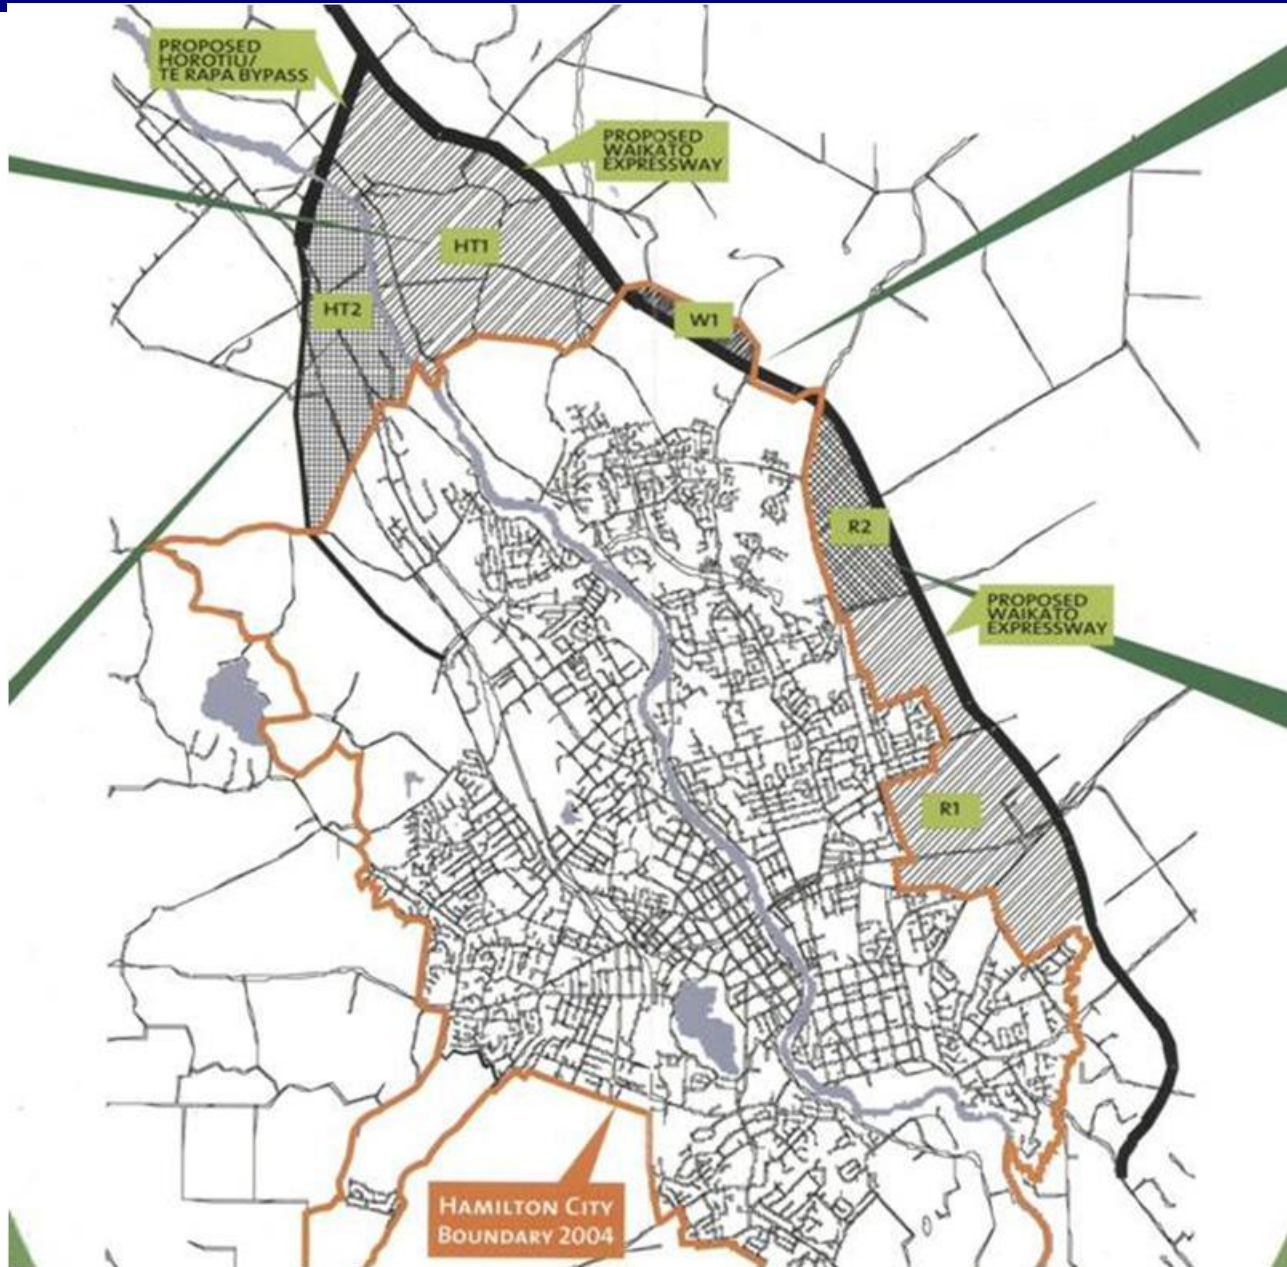 PROPOSED
HOROTIU/
TE RAPA BYPASS
PROPOSED
WAIKATO
EXPRESSWAY
HT1
HT2
W1
R2
PROPOSED
WAIKATO
EXPRESSWAY
R1
HAMILTON CITY
BOUNDARY 2004